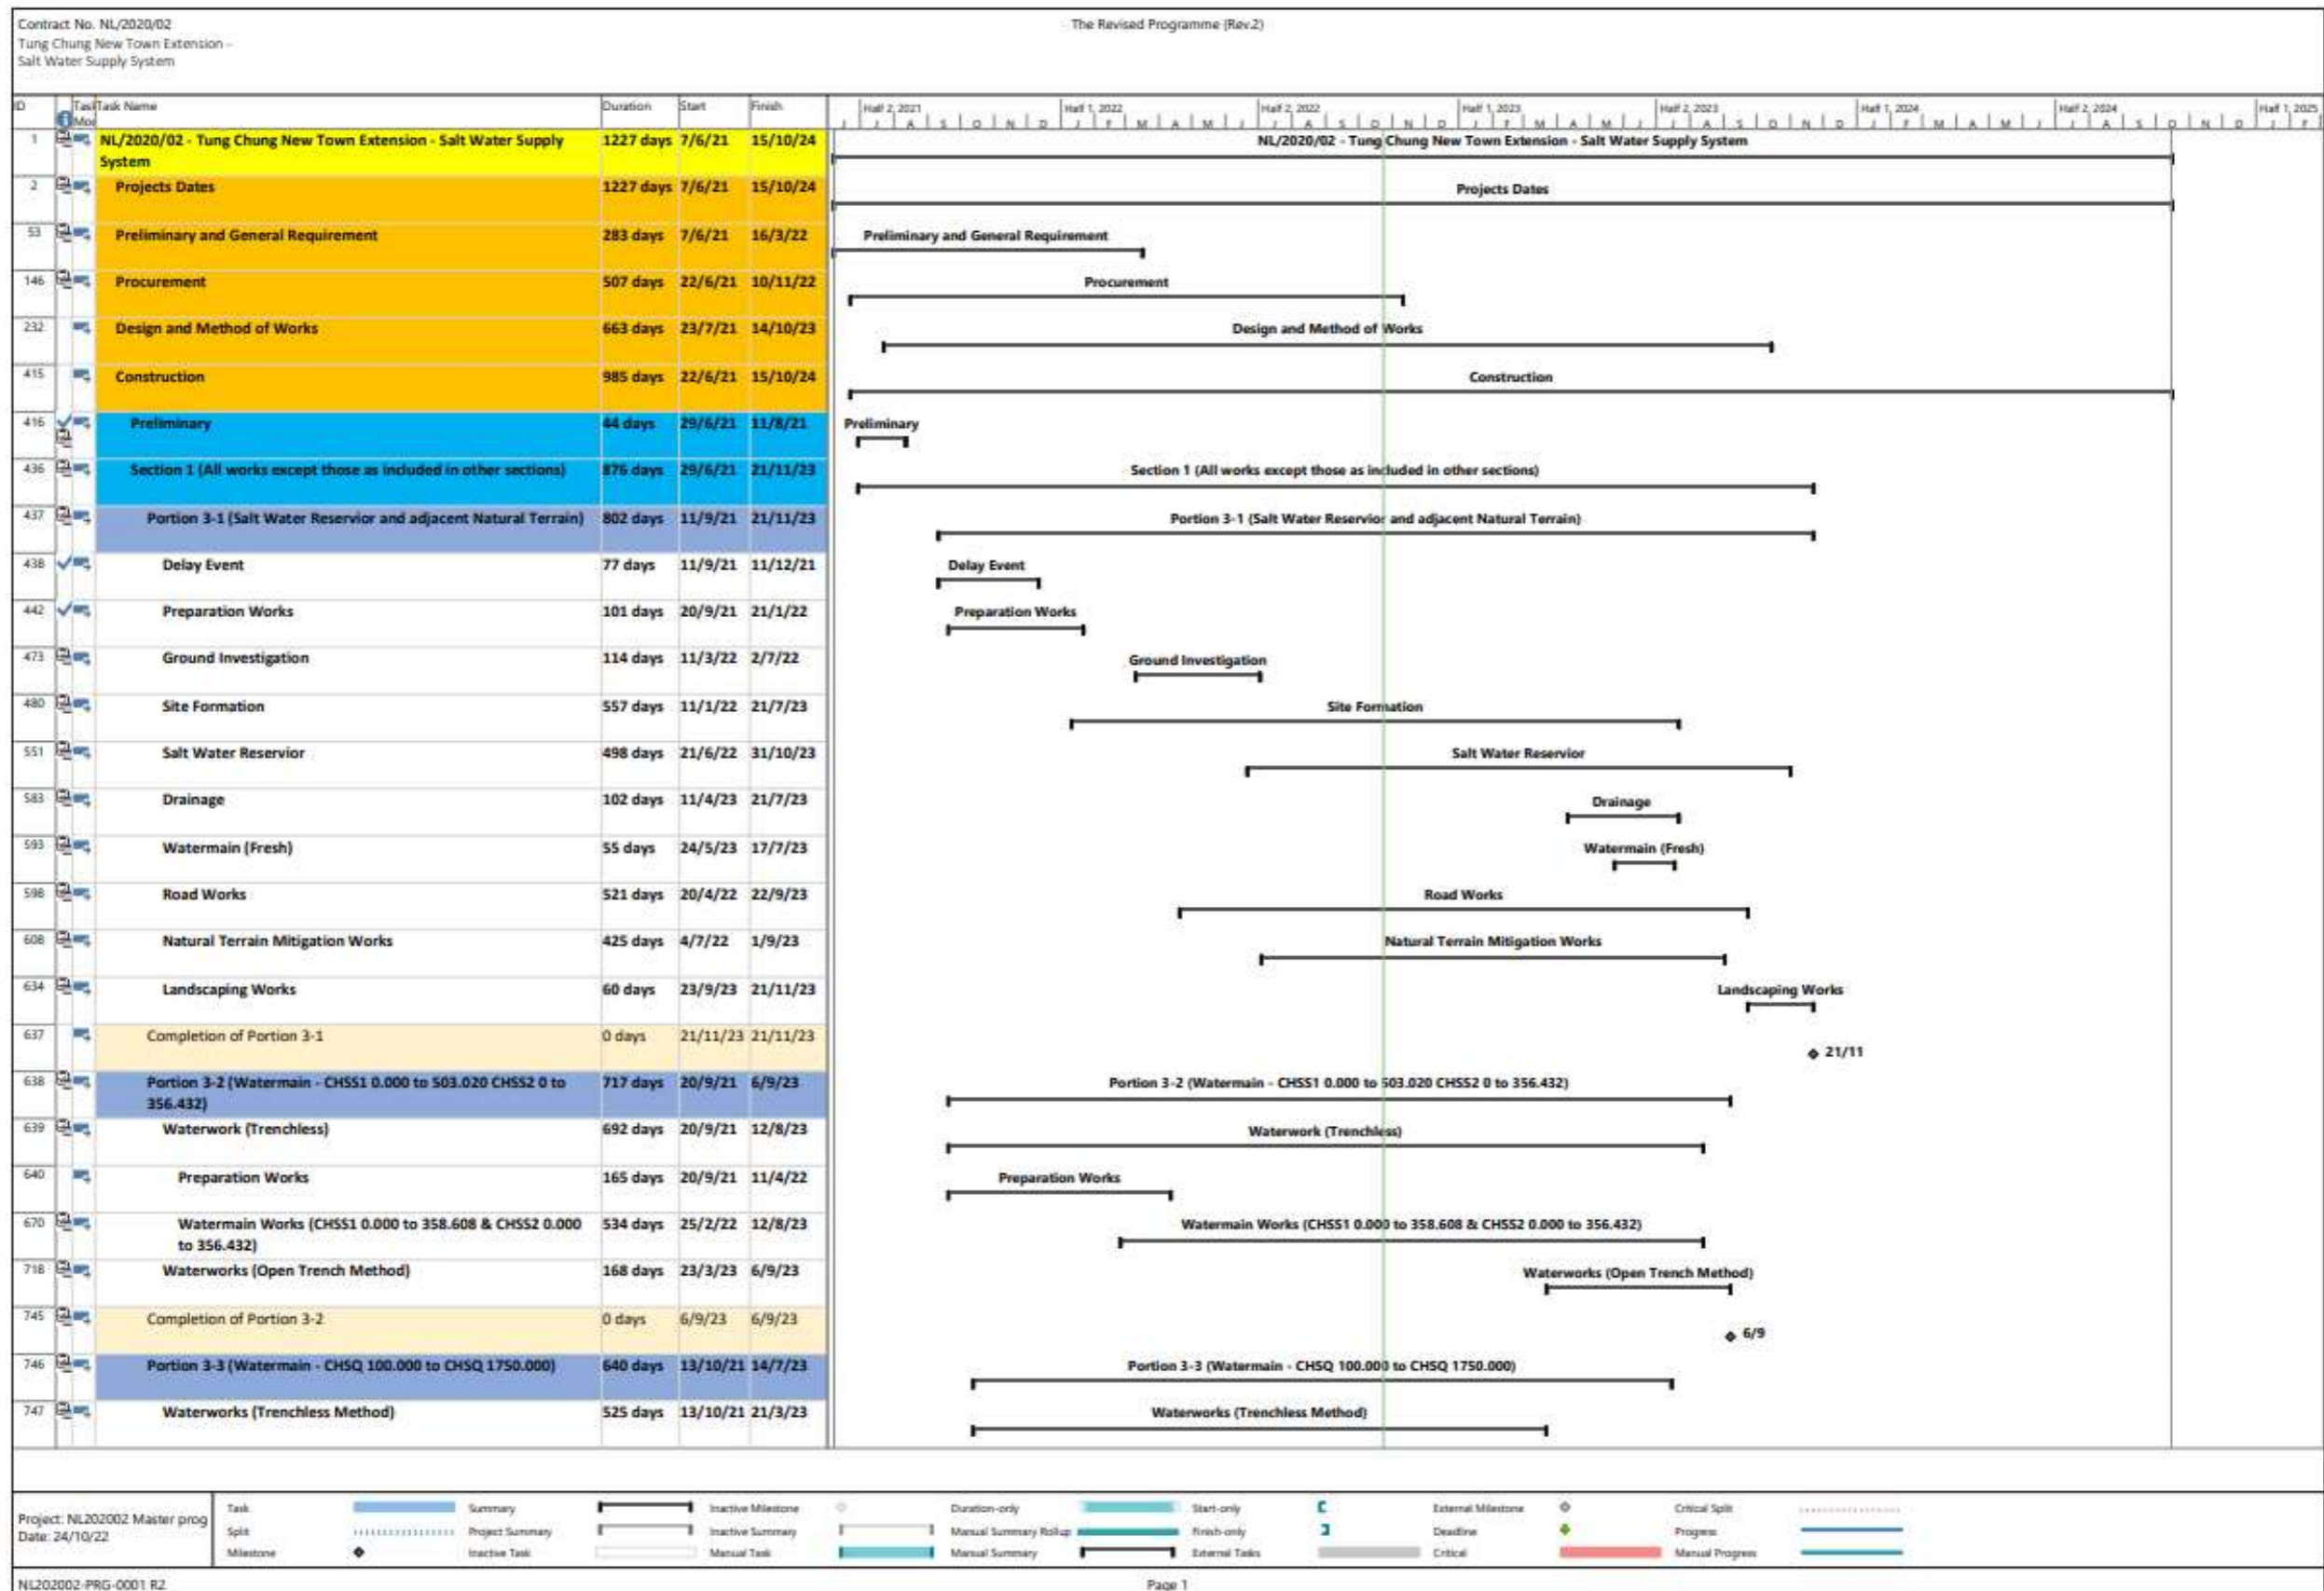 Contract No. NL/2020/02
Tung Chung New Town Extension -
Salt Water Supply System
The Revised Programme (Rev.2)
ID Task Name Duration Start Finish Half 2, 2021 Half 1, 2022 Half 2, 2022 Half 1, 2023 Half 2, 2023 Half 1, 2024 Half 2, 2024 Half 1, 2025
J J A S O N D J F M A M J J A S O N D J F M A M J J A S O N D J F M A M J J A S O N D J F
1 NL/2020/02 - Tung Chung New Town Extension - Salt Water Supply 1227 days 7/6/21 15/10/24 NL/2020/02 - Tung Chung New Town Extension - Salt Water Supply System
System
2 Projects Dates 1227 days 7/6/21 15/10/24 Projects Dates
53 Preliminary and General Requirement 283 days 7/6/21 16/3/22 Preliminary and General Requirement
146 Procurement 507 days 22/6/21 10/11/22 Procurement
232 Design and Method of Works 663 days 23/7/21 14/10/23 Design and Method of Works
415 Construction 985 days 22/6/21 15/10/24 Construction
416 Preliminary 44 days 29/6/21 11/8/21 Preliminary
436 Section 1 (All works except those as included in other sections) 876 days 29/6/21 21/11/23 Section 1 (All works except those as included in other sections)
437 Portion 3-1 (Salt Water Reservior and adjacent Natural Terrain) 802 days 11/9/21 21/11/23 Portion 3-1 (Salt Water Reservior and adjacent Natural Terrain)
438 Delay Event 77 days 11/9/21 11/12/21 Delay Event
442 Preparation Works 101 days 20/9/21 21/1/22 Preparation Works
473 Ground Investigation 114 days 11/3/22 2/7/22 Ground Investigation
480 Site Formation 557 days 11/1/22 21/7/23 Site Formation
551 Salt Water Reservior 498 days 21/6/22 31/10/23 Salt Water Reservior
583 Drainage 102 days 11/4/23 21/7/23 Drainage
593 Watermain (Fresh) 55 days 24/5/23 17/7/23 Watermain (Fresh)
598 Road Works 521 days 20/4/22 22/9/23 Road Works
608 Natural Terrain Mitigation Works 425 days 4/7/22 1/9/23 Natural Terrain Mitigation Works
634 Landscaping Works 60 days 23/9/23 21/11/23 Landscaping Works
637 Completion of Portion 3-1 0 days 21/11/23 21/11/23 21/11
638 Portion 3-2 (Watermain - CHSS1 0.000 to 503.020 CHSS2 0 to 717 days 20/9/21 6/9/23 Portion 3-2 (Watermain - CHSS1 0.000 to 503.020 CHSS2 0 to 356.432)
356.432)
639 Waterwork (Trenchless) 692 days 20/9/21 12/8/23 Waterwork (Trenchless)
640 Preparation Works 165 days 20/9/21 11/4/22 Preparation Works
670 Watermain Works (CHSS1 0.000 to 358.608 & CHSS2 0.000 534 days 25/2/22 12/8/23 Watermain Works (CHSS1 0.000 to 358.608 & CHSS2 0.000 to 356.432)
to 356.432)
718 Waterworks (Open Trench Method) 168 days 23/3/23 6/9/23 Waterworks (Open Trench Method)
745 Completion of Portion 3-2 0 days 6/9/23 6/9/23 6/9
746 Portion 3-3 (Watermain - CHSQ 100.000 to CHSQ 1750.000) 640 days 13/10/21 14/7/23 Portion 3-3 (Watermain - CHSQ 100.000 to CHSQ 1750.000)
747 Waterworks (Trenchless Method) 525 days 13/10/21 21/3/23 Waterworks (Trenchless Method)
Project: NL202002 Master prog
Date: 24/10/22
Task Summary Inactive Milestone Duration-only Start-only External Milestone Critical Split
Split Project Summary Inactive Summary Manual Summary Rollup Finish-only Deadline Progress
Milestone Inactive Task Manual Task Manual Summary External Tasks Critical Manual Progress
NL202002-PRG-0001 R2
Page 1